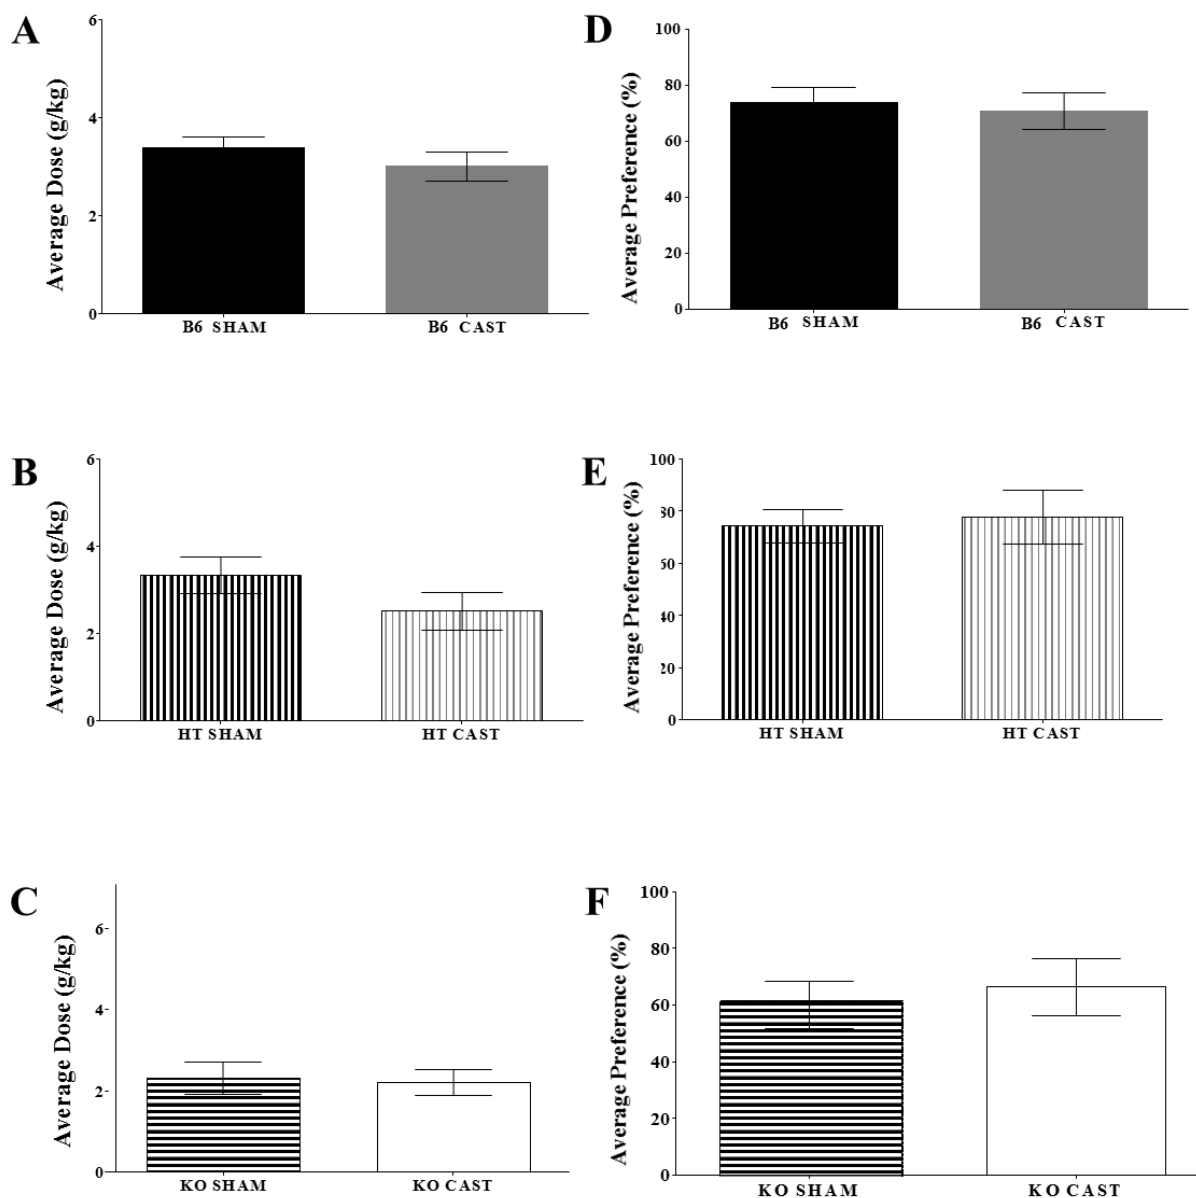 A
Average Dose (g/kg)
6
4
2
0
B6 SHAM
B6 CAST
D
Average Preference (%)
100
80
60
40
20
0
B6 SHAM
B6 CAST
B
Average Dose (g/kg)
6
4
2
0
HT SHAM
HT CAST
E
Average Preference (%)
100
80
60
40
20
0
HT SHAM
HT CAST
C
Average Dose (g/kg)
6
4
2
0
KO SHAM
KO CAST
F
Average Preference (%)
100
80
60
40
20
0
KO SHAM
KO CAST